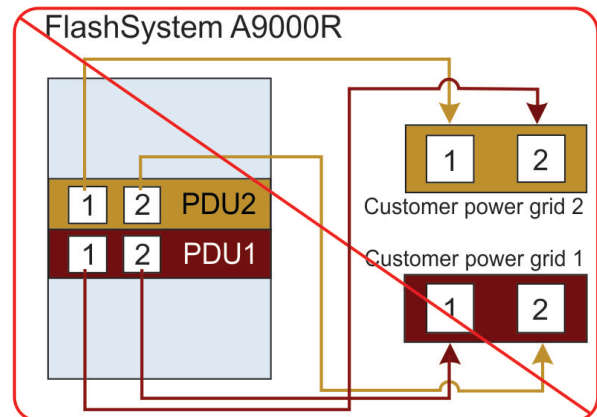 FlashSystem A9000R
1 2
1 2 PDU2
Customer power grid 2
1 2 PDU1
Customer power grid 1
1 2